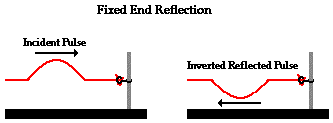 Fixed End Reflection
Incident Pulse
Inverted Reflected Pulse